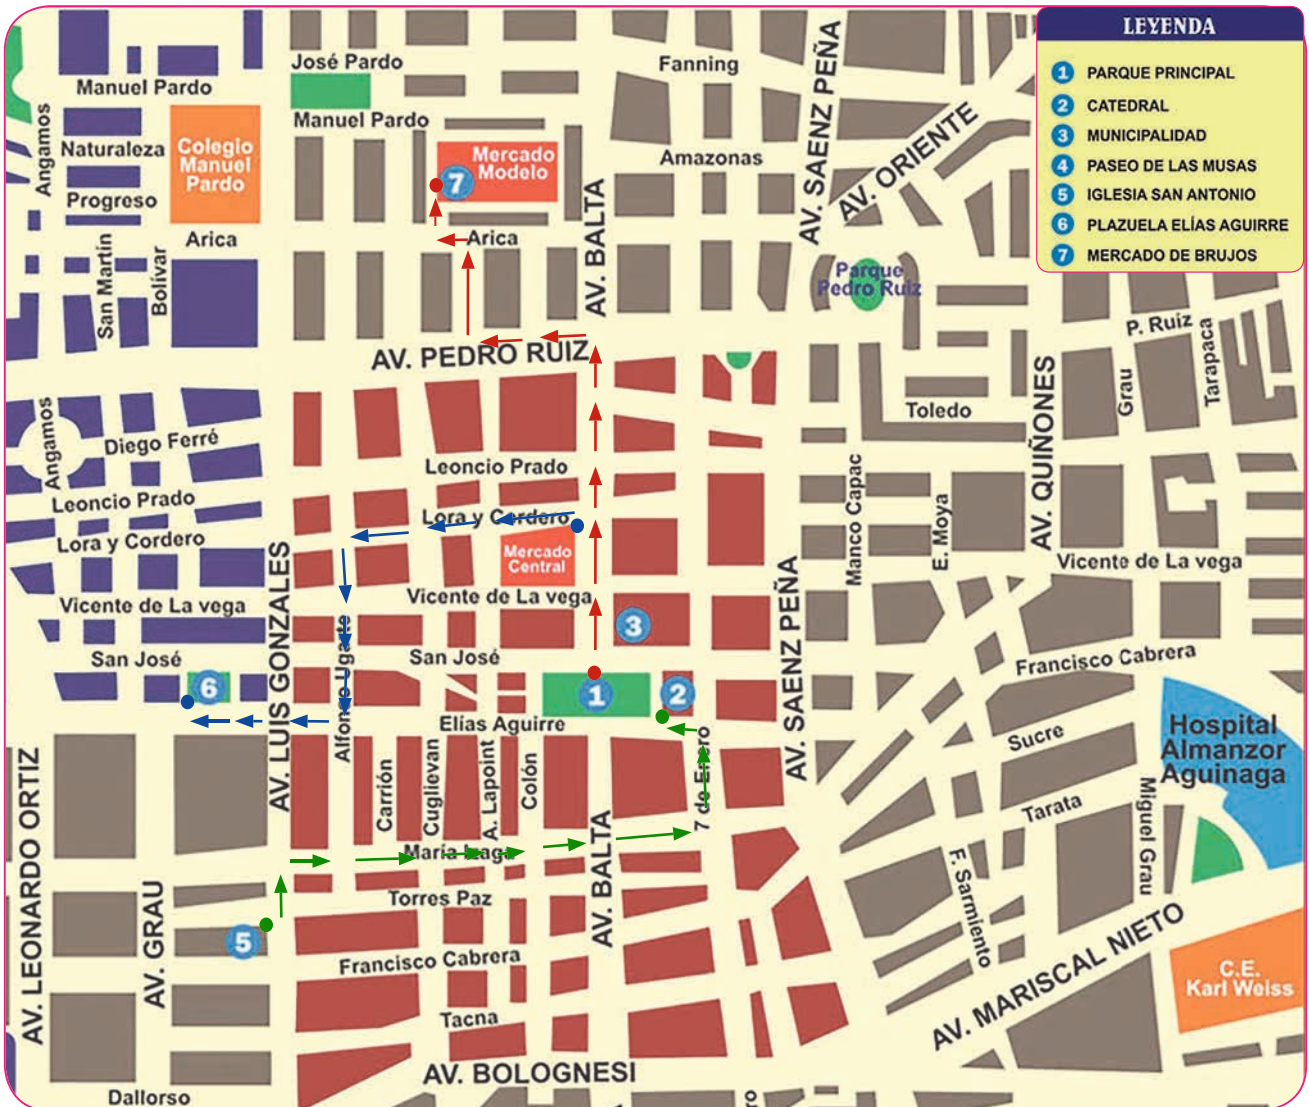 LEYENDA
1 PARQUE PRINCIPAL
2 CATEDRAL
3 MUNICIPALIDAD
4 PASEO DE LAS MUSAS
5 IGLESIA SAN ANTONIO
6 PLAZUELA ELÍAS AGUIRRE
7 MERCADO DE BRUJOS
José Pardo
Fanning
Manuel Pardo
Manuel Pardo
Angamos
Naturaleza
Colegio
Manuel
Pardo
Progreso
Mercado
Modelo
7
Amazonas
AV. SAENZ PEÑA
AV. ORIENTE
Arica
Arica
AV. BALTA
San Martín
Bolívar
Parque
Pedro Ruiz
P. Ruíz
Tarapaca
Grau
AV. PEDRO RUIZ
AV. QUIÑONES
Toledo
Angamos
Diego Ferré
Leoncio Prado
Leoncio Prado
Manco Capac
E. Moya
Lora y Cordero
Lora y Cordero
Mercado
Central
Vicente de La vega
Vicente de La vega
Vicente de La vega
AV. LUIS GONZALES
Alfonso Ugarte
AV. SAENZ PEÑA
3
San José
San José
Francisco Cabrera
6
1
2
Elías Aguirre
7 de Enero
Sucre
Hospital
Almanzor
Aguinaga
AV. LEONARDO ORTIZ
Carrión
Cuglievan
A. Lapoint
Colón
Tarata
Miguel Grau
María Izaga
AV. BALTA
F. Sarmiento
Torres Paz
AV. GRAU
5
Francisco Cabrera
AV. MARISCAL NIETO
C.E.
Karl Weiss
Tacna
AV. BOLOGNESI
Dallorso